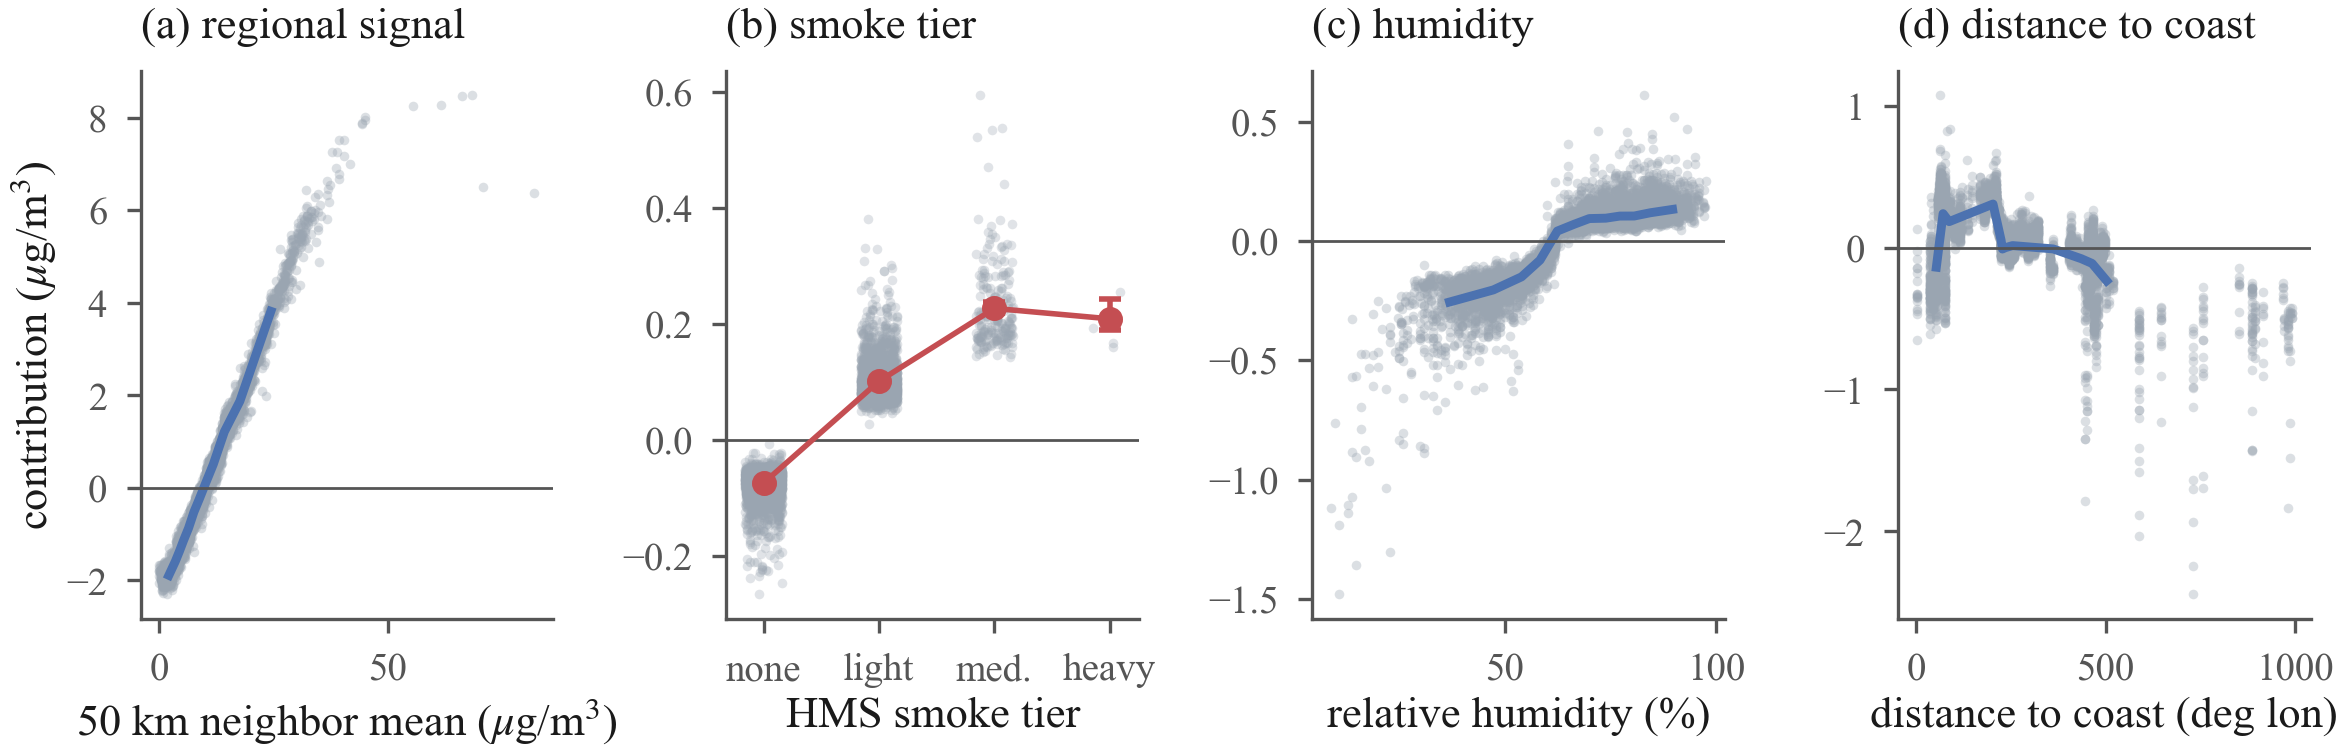 (a) regional signal
(b) smoke tier
(c) humidity
(d) distance to coast
contribution (μg/m³)
8
6
4
2
0
−2
0
50
50 km neighbor mean (μg/m³)
0.6
0.4
0.2
0.0
−0.2
none
light
med.
heavy
HMS smoke tier
0.5
0.0
−0.5
−1.0
−1.5
50
100
relative humidity (%)
1
0
−1
−2
0
500
1000
distance to coast (deg lon)